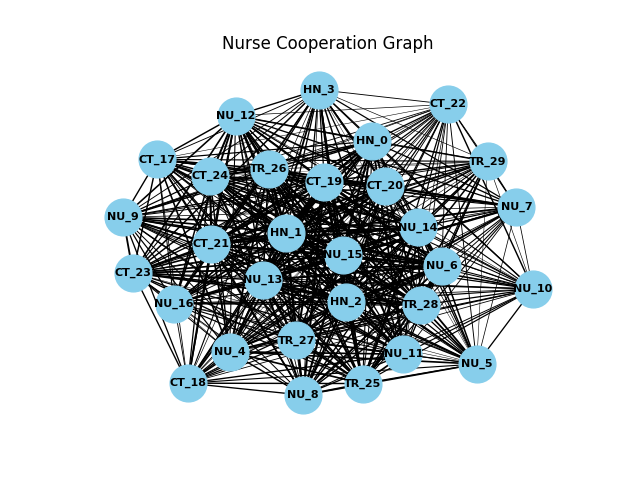 Nurse Cooperation Graph
HN_3
CT_22
NU_12
HN_0
CT_17
TR_29
TR_26
CT_24
CT_19
CT_20
NU_7
NU_9
NU_14
HN_1
CT_21
NU_15
NU_6
CT_23
NU_13
NU_10
HN_2
NU_16
TR_28
TR_27
NU_4
NU_11
NU_5
CT_18
TR_25
NU_8